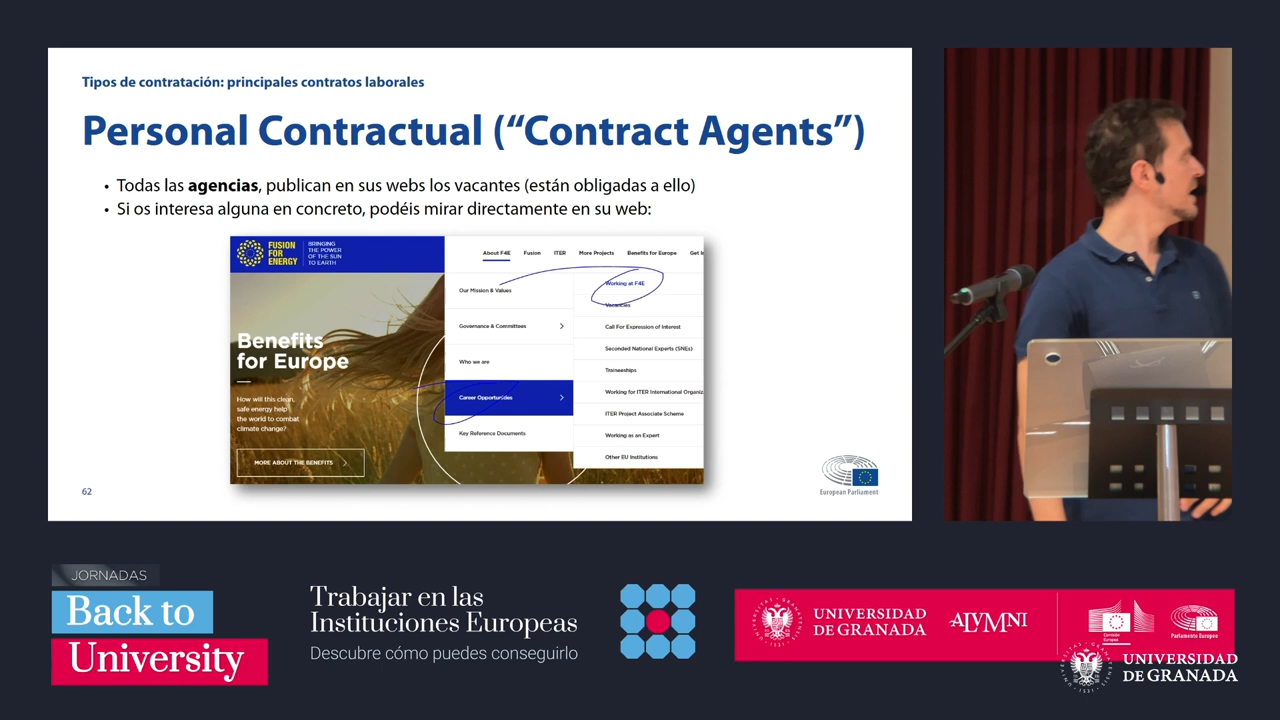 Tipos de contratación: principales contratos laborales
Personal Contractual (“Contract Agents”)
• Todas las agencias, publican en sus webs los vacantes (están obligadas a ello)
• Si os interesa alguna en concreto, podéis mirar directamente en su web:
FUSION
FOR
ENERGY
BRINGING
THE POWER
OF THE SUN
TO EARTH
About F4E Fusion ITER More Projects Benefits for Europe Get
Our Mission & Values
Governance & Committees
Who we are
Career Opportunities
Key Reference Documents
Working at F4E
Vacancies
Call For Expression of Interest
Seconded National Experts (SNEs)
Traineeships
Working for ITER International
ITER Project Associate Scheme
Working as an Expert
Other EU Institutions
Benefits
for Europe
How will this clean,
safe energy help
the world to combat
climate change?
MORE ABOUT THE BENEFITS
62
European Parliament
JORNADAS
Back to
University
Trabajar en las
Instituciones Europeas
Descubre cómo puedes conseguirlo
UNIVERSIDAD
DE GRANADA
ALVMNI
Comisión
Europea
Parlamento Europeo
UNIVERSIDAD
DE GRANADA